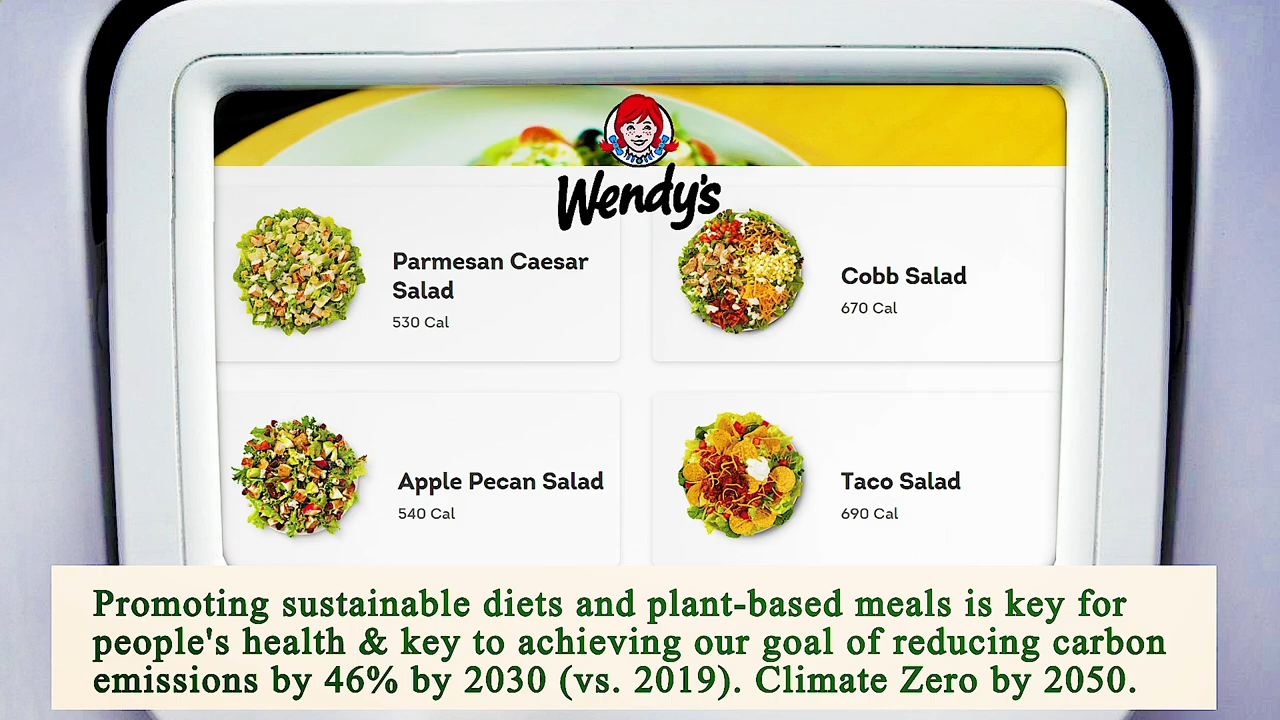 Wendy's
Parmesan Caesar
Salad
530 Cal
Cobb Salad
670 Cal
Apple Pecan Salad
540 Cal
Taco Salad
690 Cal
Promoting sustainable diets and plant-based meals is key for
people's health & key to achieving our goal of reducing carbon
emissions by 46% by 2030 (vs. 2019). Climate Zero by 2050.